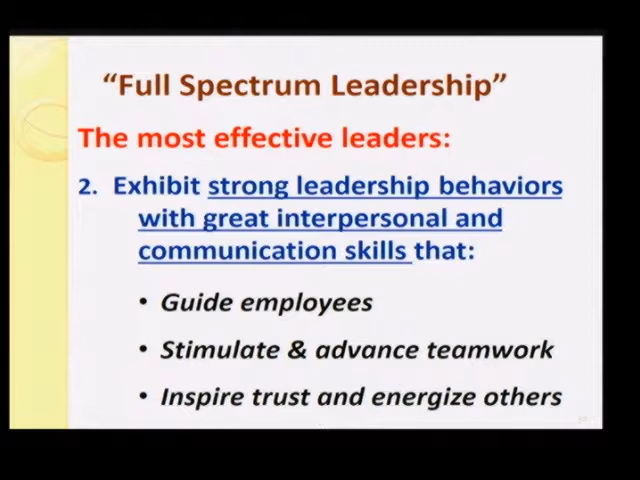 “Full Spectrum Leadership”
The most effective leaders:
2. Exhibit strong leadership behaviors
with great interpersonal and
communication skills that:
• Guide employees
• Stimulate & advance teamwork
• Inspire trust and energize others